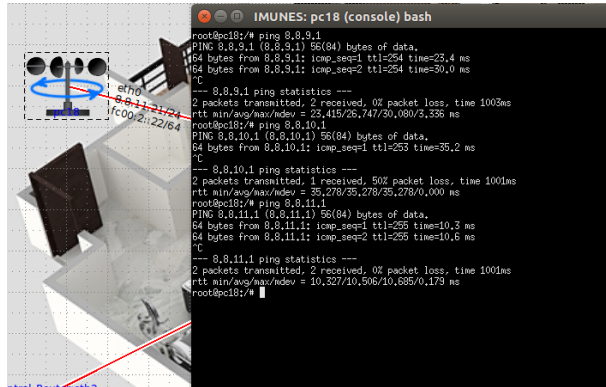 IMUNES: pc18 (console) bash
root@pc18:/# ping 8.8.9.1
PING 8.8.9.1 (8.8.9.1) 56(84) bytes of data.
64 bytes from 8.8.9.1: icmp_seq=1 ttl=254 time=23.4 ms
64 bytes from 8.8.9.1: icmp_seq=2 ttl=254 time=30.0 ms
^C
--- 8.8.9.1 ping statistics ---
2 packets transmitted, 2 received, 0% packet loss, time 1003ms
rtt min/avg/max/mdev = 23.415/26.747/30.080/3.336 ms
root@pc18:/# ping 8.8.10.1
PING 8.8.10.1 (8.8.10.1) 56(84) bytes of data.
64 bytes from 8.8.10.1: icmp_seq=1 ttl=253 time=35.2 ms
^C
--- 8.8.10.1 ping statistics ---
2 packets transmitted, 1 received, 50% packet loss, time 1001ms
rtt min/avg/max/mdev = 35.278/35.278/35.278/0.000 ms
root@pc18:/# ping 8.8.11.1
PING 8.8.11.1 (8.8.11.1) 56(84) bytes of data.
64 bytes from 8.8.11.1: icmp_seq=1 ttl=255 time=10.3 ms
64 bytes from 8.8.11.1: icmp_seq=2 ttl=255 time=10.6 ms
^C
--- 8.8.11.1 ping statistics ---
2 packets transmitted, 2 received, 0% packet loss, time 1001ms
rtt min/avg/max/mdev = 10.327/10.506/10.685/0.179 ms
root@pc18:/#
eth0
8.8.11.21/24
fc00:2::22/64
pc18